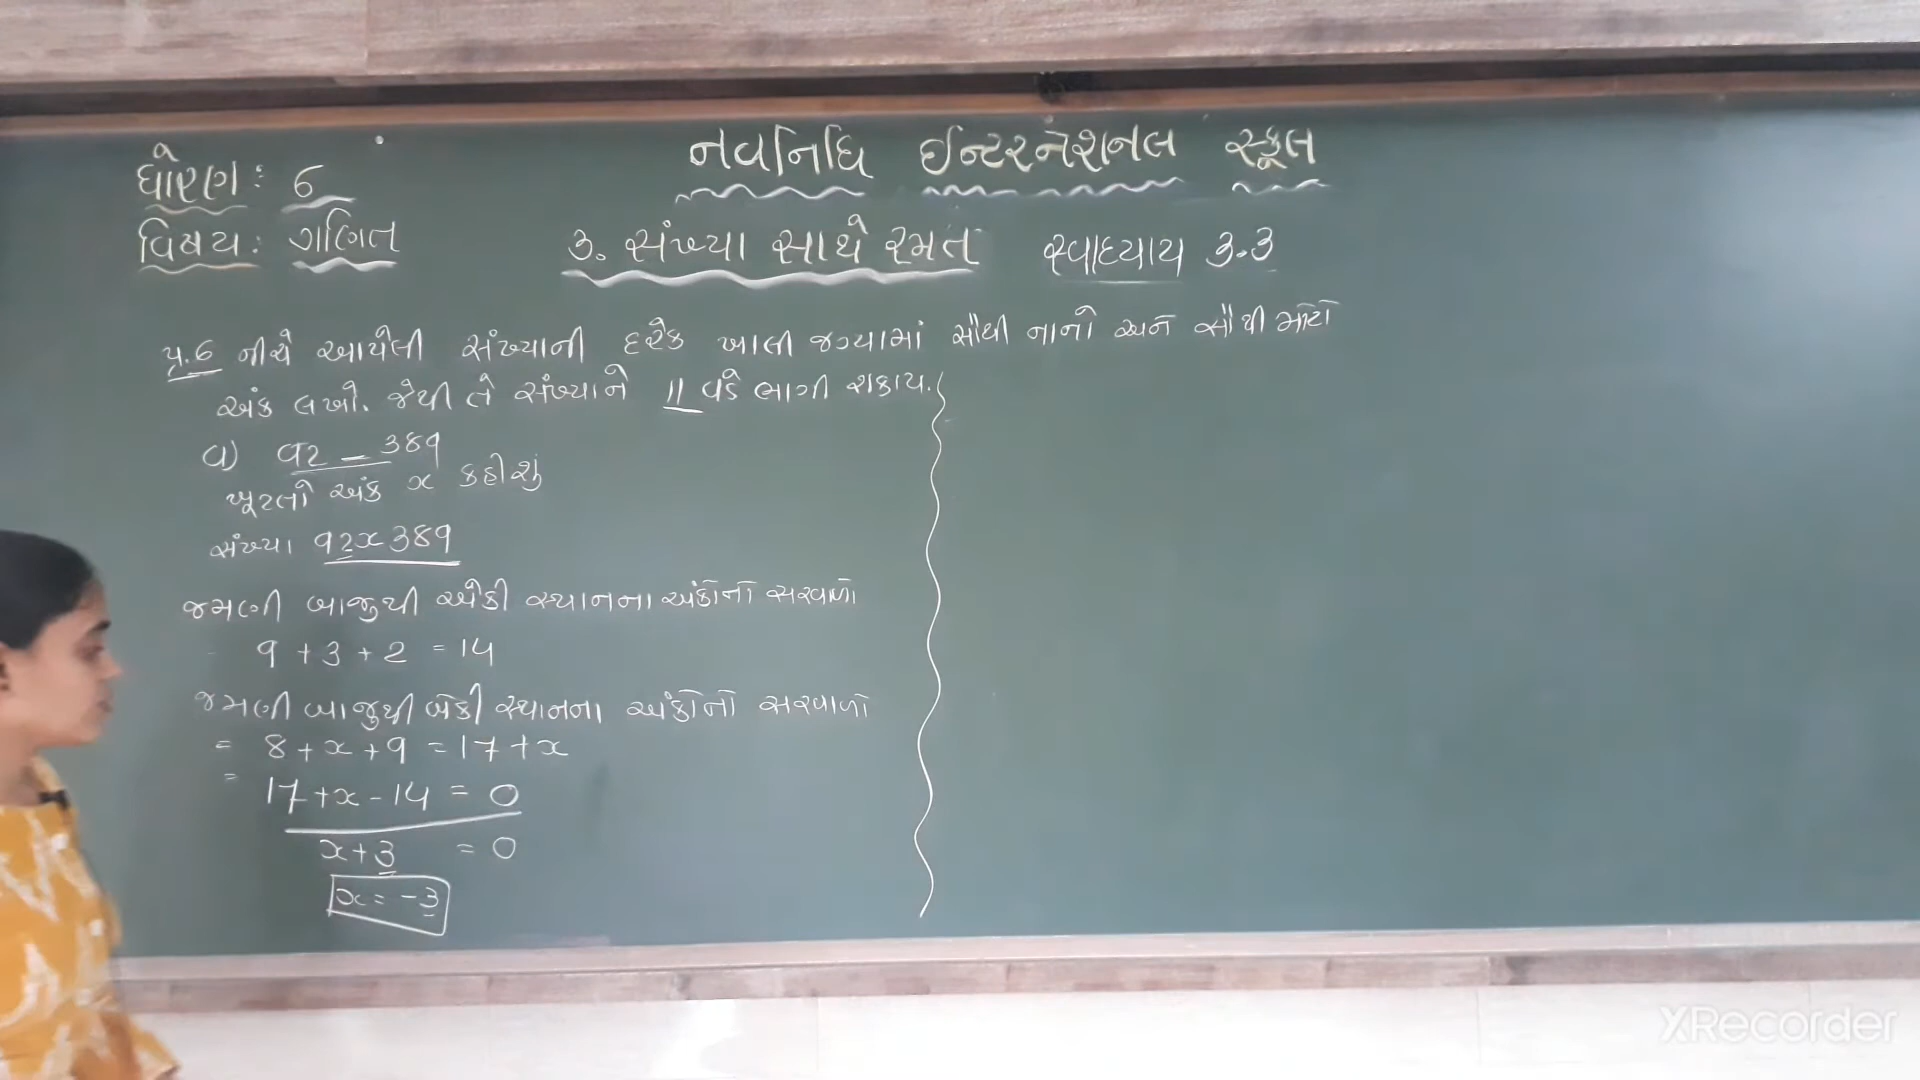 નવનિધિ ઈન્ટરનેશનલ સ્કૂલ
ધોરણ : 6
વિષય : ગણિત
૩. સંખ્યા સાથે રમત સ્વાધ્યાય ૩.૩
પ્ર.6 નીચે આપેલી સંખ્યાની દરેક ખાલી જગ્યામાં સૌથી નાનો અને સૌથી મોટો
અંક લખો. જેથી તે સંખ્યાને 11 વડે ભાગી શકાય.
a) 92 _ 389
ખૂટતો અંક x કહીશું
સંખ્યા 92x389
જમણી બાજુથી એકી સ્થાનના અંકોનો સરવાળો
9 + 3 + 2 = 14
જમણી બાજુથી બેકી સ્થાનના અંકોનો સરવાળો
= 8 + x + 9 = 17 + x
= 17 + x - 14 = 0
x + 3 = 0
x = -3
XRecorder